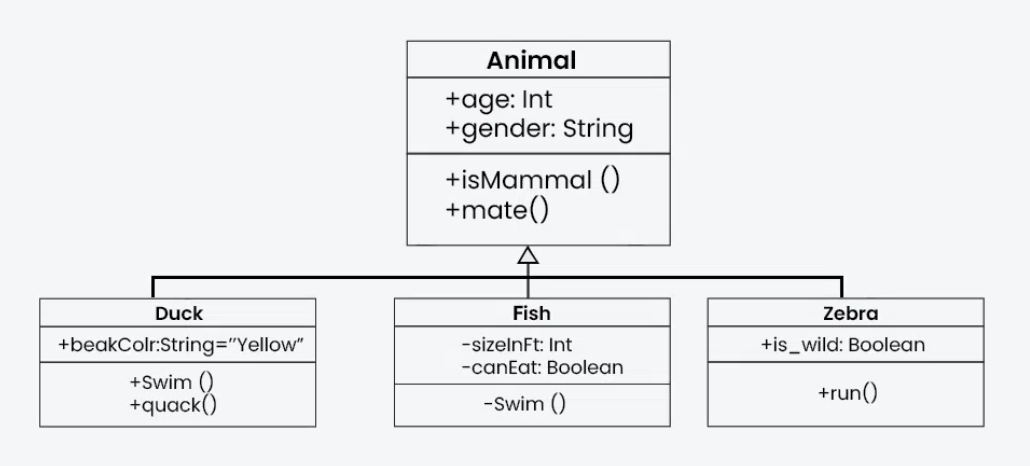 Animal
+age: Int
+gender: String
+isMammal ()
+mate()
Duck
+beakColr:String=”Yellow”
+Swim ()
+quack()
Fish
-sizeInFt: Int
-canEat: Boolean
-Swim ()
Zebra
+is_wild: Boolean
+run()